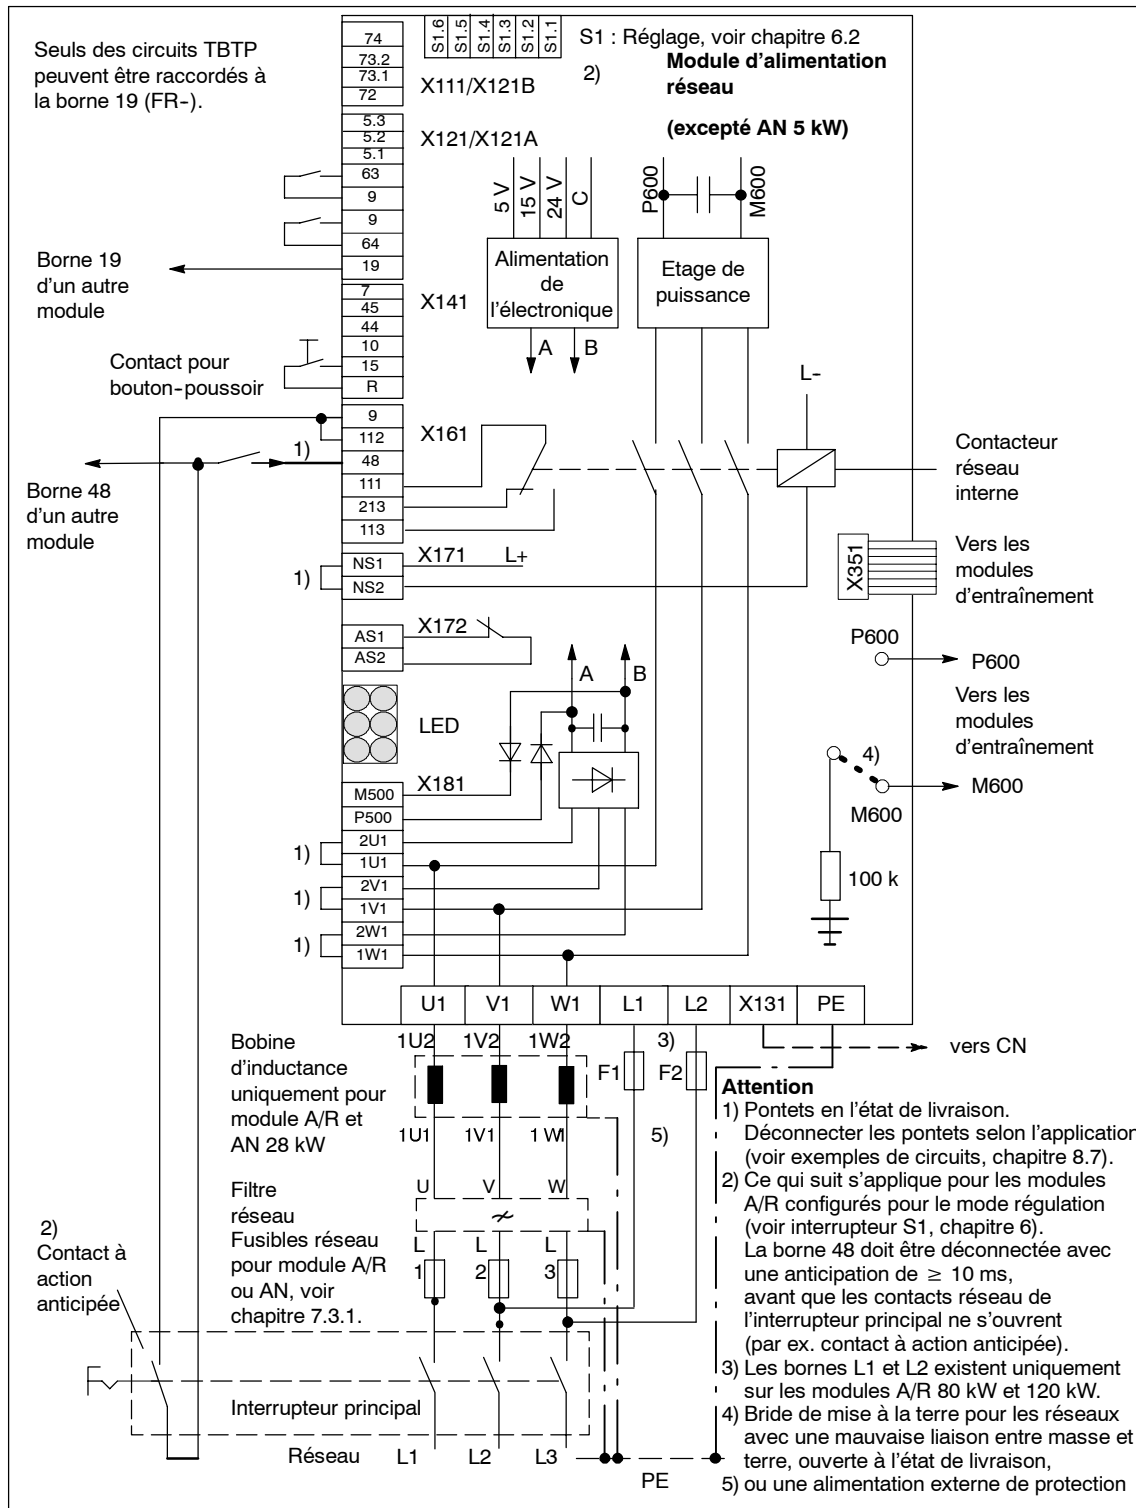 Seuls des circuits TBTP
peuvent être raccordés à
la borne 19 (FR-).
S1.6
S1.5
S1.4
S1.3
S1.2
S1.1
S1 : Réglage, voir chapitre 6.2
2)
Module d'alimentation
réseau
(excepté AN 5 kW)
74
73.2
73.1
72
X111/X121B
5.3
5.2
5.1
63
9
9
64
19
X121/X121A
Borne 19
d'un autre
module
5 V
15 V
24 V
C
P600
M600
Alimentation
de
l'électronique
Etage de
puissance
A
B
7
45
44
10
15
R
X141
Contact pour
bouton-poussoir
L-
9
112
48
111
213
113
X161
1)
Borne 48
d'un autre
module
Contacteur
réseau
interne
NS1
NS2
X171
L+
1)
X351
Vers les
modules
d'entraînement
AS1
AS2
X172
P600
P600
Vers les
modules
d'entraînement
A
B
LED
4)
M600
M600
100 k
M500
P500
2U1
1U1
2V1
1V1
2W1
1W1
X181
1)
1)
1)
U1
V1
W1
L1
L2
X131
PE
Bobine
d'inductance
uniquement pour
module A/R et
AN 28 kW
1U2
1V2
1W2
3)
F1
F2
vers CN
1U1
1V1
1W1
5)
Filtre
réseau
U
V
W
Fusibles réseau
pour module A/R
ou AN, voir
chapitre 7.3.1.
L
1
L
2
L
3
2)
Contact à
action
anticipée
Interrupteur principal
Réseau
L1
L2
L3
PE
Attention
1) Pontets en l'état de livraison.
Déconnecter les pontets selon l'application
(voir exemples de circuits, chapitre 8.7).
2) Ce qui suit s'applique pour les modules
A/R configurés pour le mode régulation
(voir interrupteur S1, chapitre 6).
La borne 48 doit être déconnectée avec
une anticipation de ≥ 10 ms,
avant que les contacts réseau de
l'interrupteur principal ne s'ouvrent
(par ex. contact à action anticipée).
3) Les bornes L1 et L2 existent uniquement
sur les modules A/R 80 kW et 120 kW.
4) Bride de mise à la terre pour les réseaux
avec une mauvaise liaison entre masse et
terre, ouverte à l'état de livraison,
5) ou une alimentation externe de protection